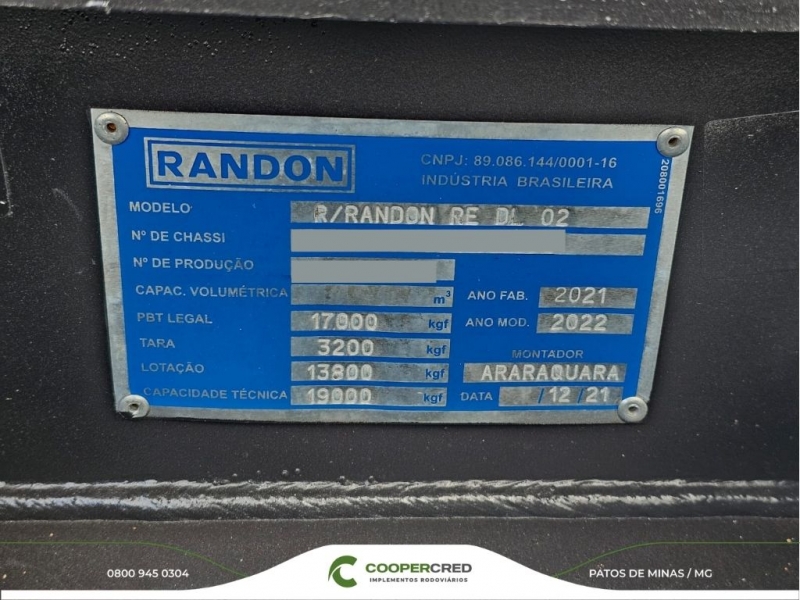 RANDON
CNPJ: 89.086.144/0001-16
INDÚSTRIA BRASILEIRA
208001696
MODELO R/RANDON RE DL 02
Nº DE CHASSI
Nº DE PRODUÇÃO
CAPAC. VOLUMÉTRICA m³ ANO FAB. 2021
PBT LEGAL 17000 kgf ANO MOD. 2022
TARA 3200 kgf MONTADOR
LOTAÇÃO 13800 kgf ARARAQUARA
CAPACIDADE TÉCNICA 19000 kgf DATA /12/21
0800 945 0304
COOPERCRED
IMPLEMENTOS RODOVIÁRIOS
PATOS DE MINAS / MG